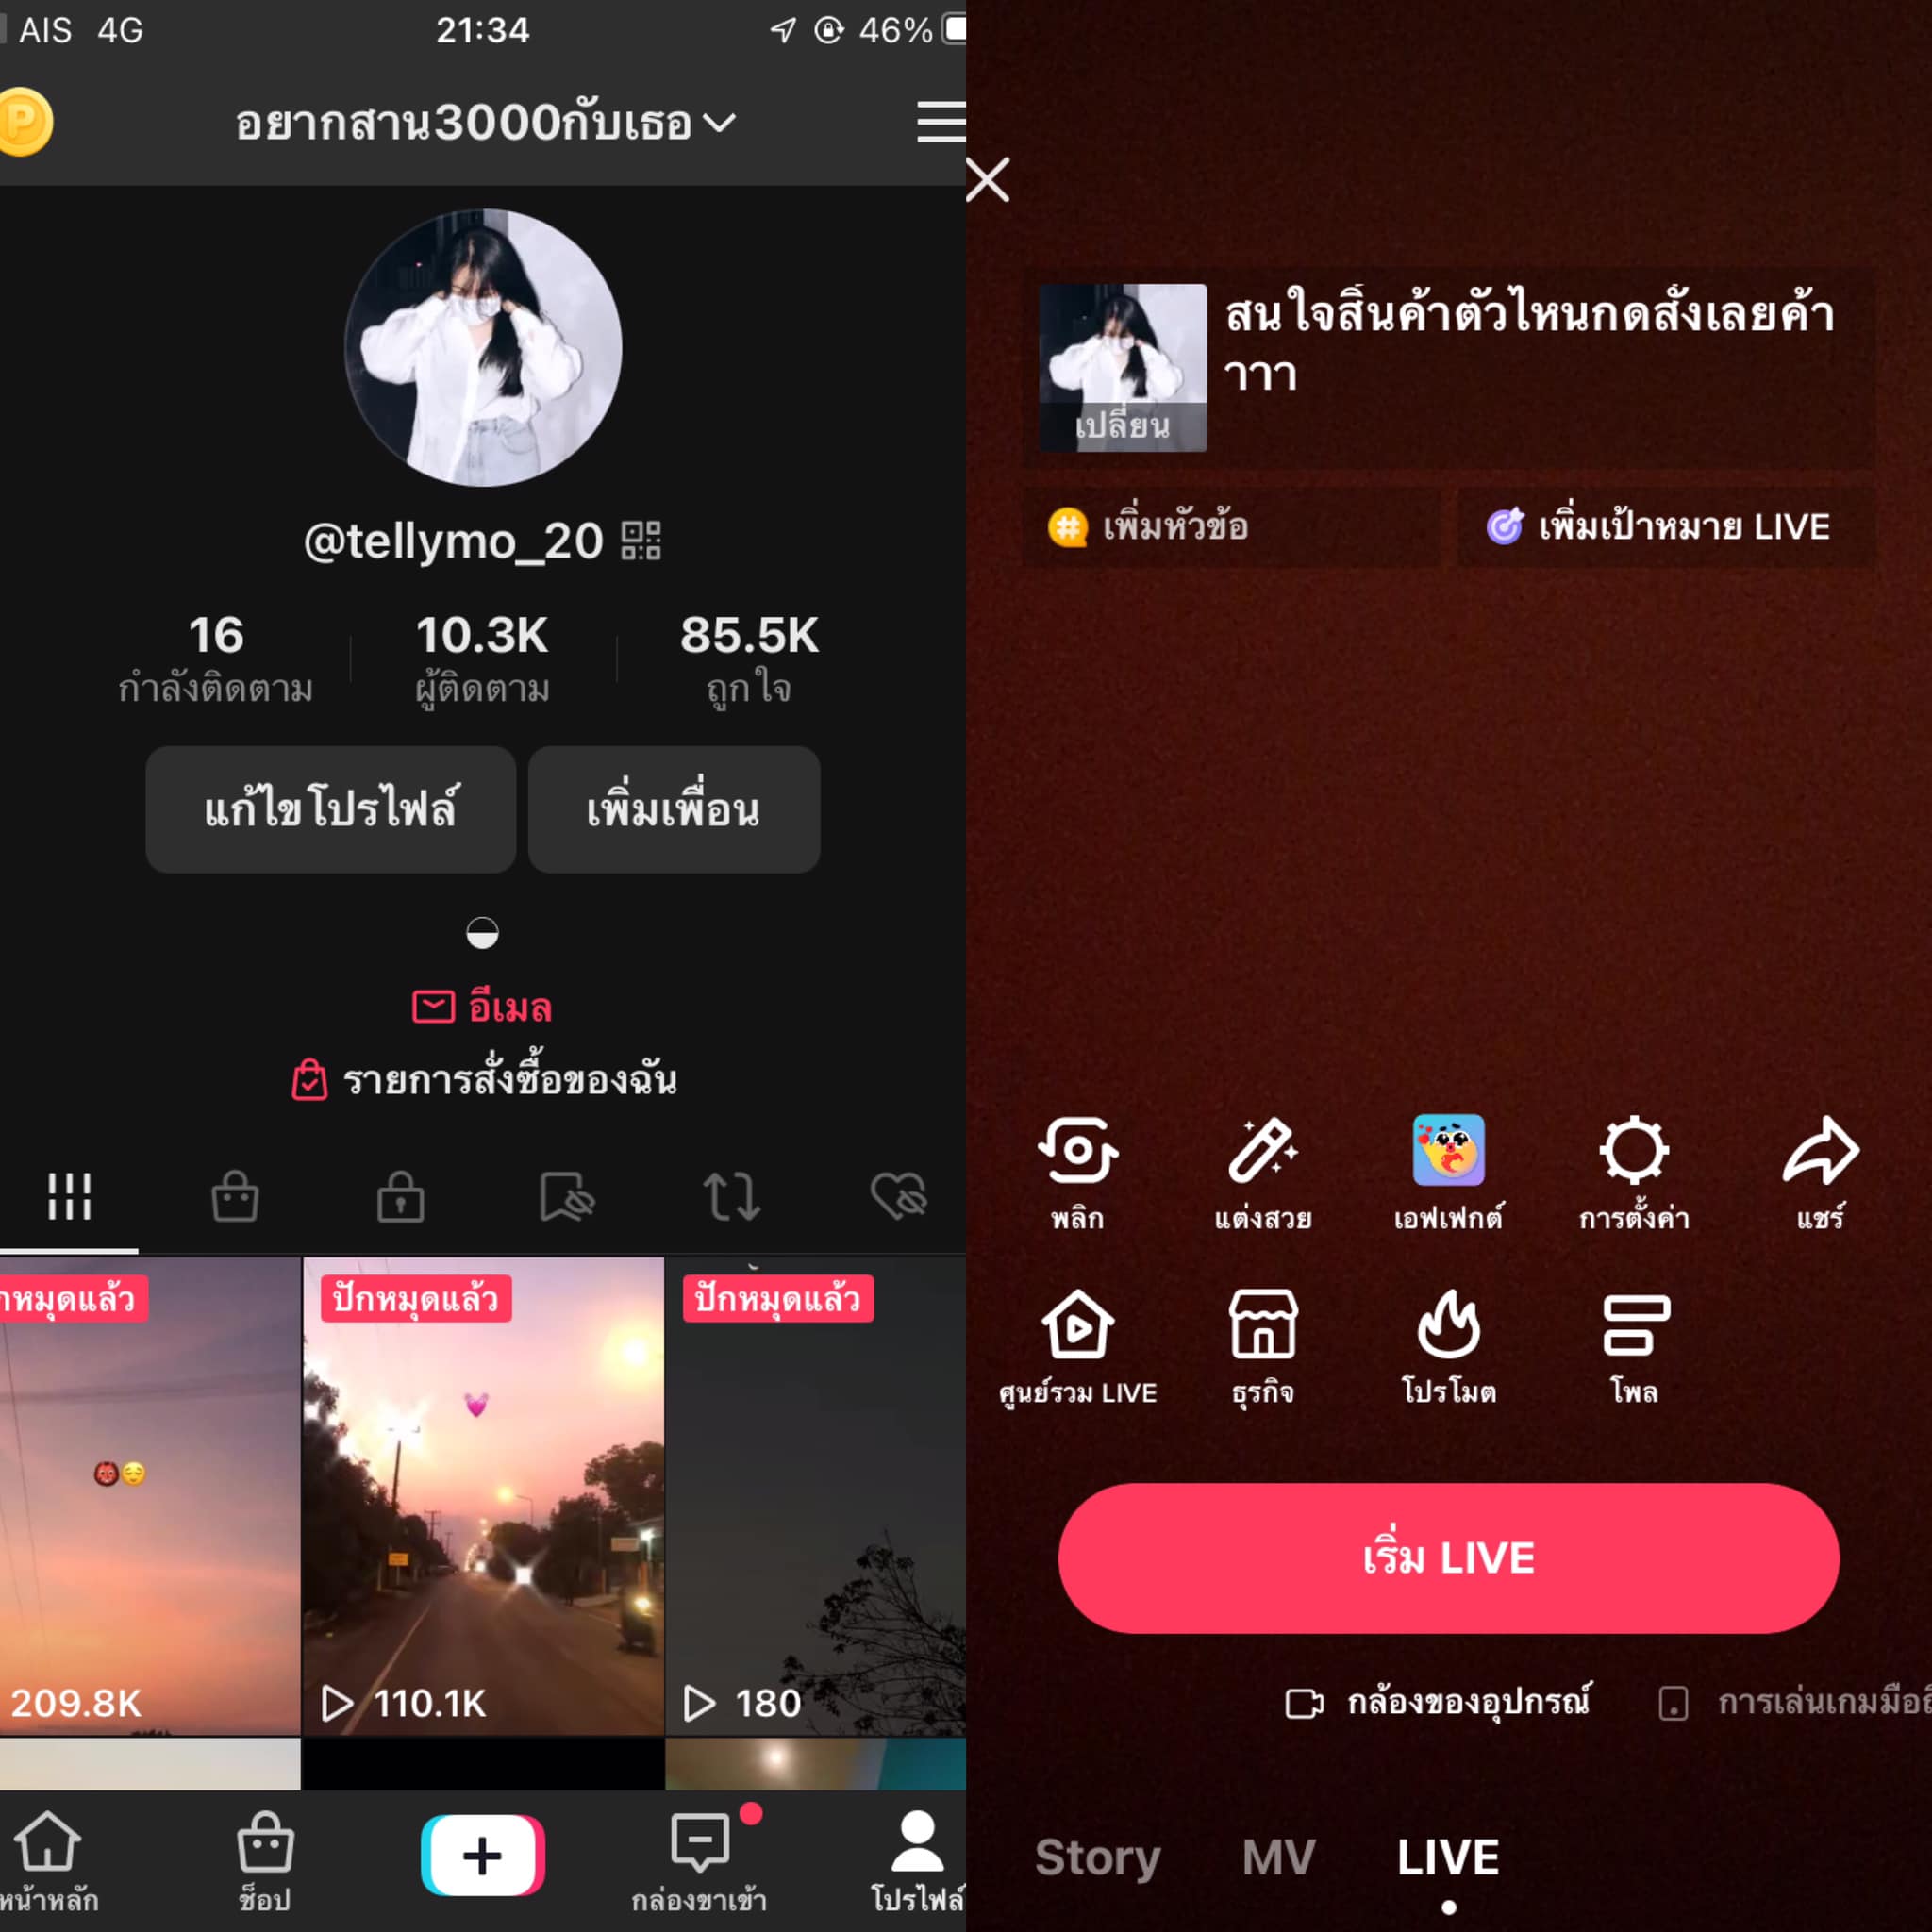 AIS 4G
21:34
46%
อยากสาน3000กับเธอ
@tellymo_20
16
10.3K
85.5K
กำลังติดตาม
ผู้ติดตาม
ถูกใจ
แก้ไขโปรไฟล์
เพิ่มเพื่อน
อีเมล
รายการสั่งซื้อของฉัน
กหมุดแล้ว
ปักหมุดแล้ว
ปักหมุดแล้ว
209.8K
110.1K
180
หน้าหลัก
ช็อป
กล่องขาเข้า
โปรไฟล์
สนใจสิ้นค้าตัวไหนกดสั่งเลยค้า
าาา
เปลี่ยน
เพิ่มหัวข้อ
เพิ่มเป้าหมาย LIVE
พลิก
แต่งสวย
เอฟเฟกต์
การตั้งค่า
แชร์
ศูนย์รวม LIVE
ธุรกิจ
โปรโมต
โพล
เริ่ม LIVE
กล้องของอุปกรณ์
การเล่นเกมมือถื
Story
MV
LIVE